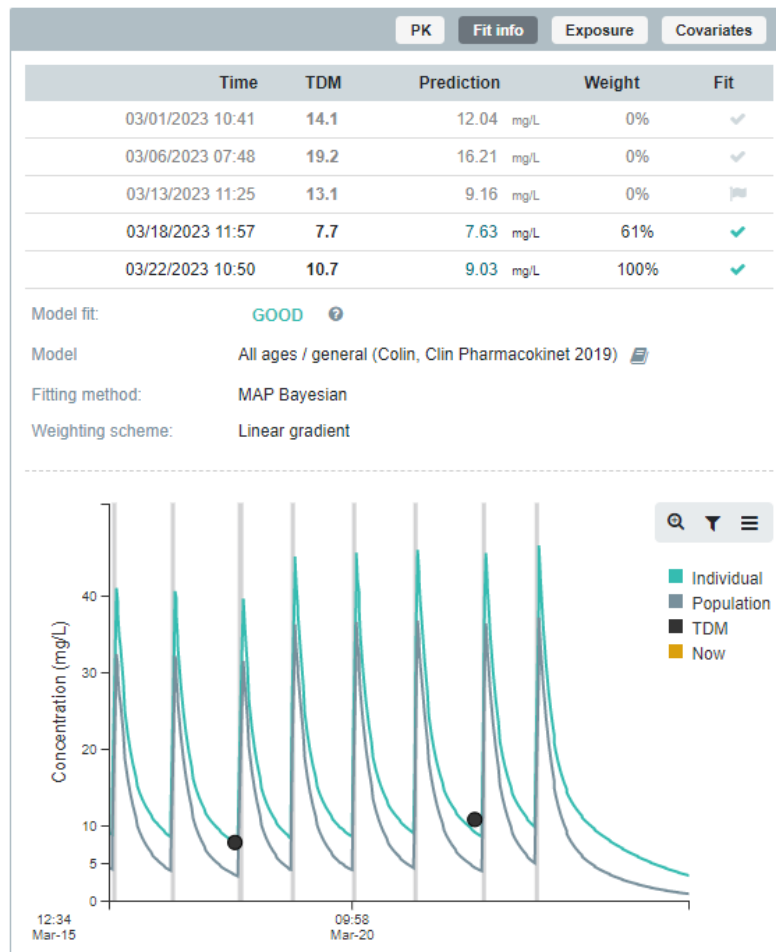 PK Fit info Exposure Covariates
Time TDM Prediction Weight Fit
03/01/2023 10:41 14.1 12.04 mg/L 0%
03/06/2023 07:48 19.2 16.21 mg/L 0%
03/13/2023 11:25 13.1 9.16 mg/L 0%
03/18/2023 11:57 7.7 7.63 mg/L 61%
03/22/2023 10:50 10.7 9.03 mg/L 100%
Model fit: GOOD ?
Model All ages / general (Colin, Clin Pharmacokinet 2019)
Fitting method: MAP Bayesian
Weighting scheme: Linear gradient
Individual
Population
TDM
Now
Concentration (mg/L)
40
30
20
10
5
0
12:34 09:58
Mar-15 Mar-20